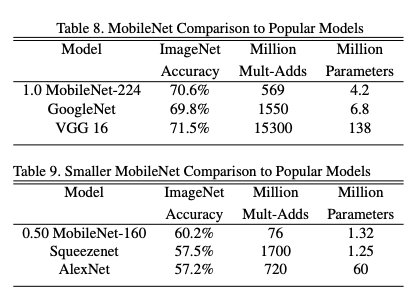 Table 8. MobileNet Comparison to Popular Models
Model ImageNet Million Million
Accuracy Mult-Adds Parameters
1.0 MobileNet-224 70.6% 569 4.2
GoogleNet 69.8% 1550 6.8
VGG 16 71.5% 15300 138
Table 9. Smaller MobileNet Comparison to Popular Models
Model ImageNet Million Million
Accuracy Mult-Adds Parameters
0.50 MobileNet-160 60.2% 76 1.32
Squeezenet 57.5% 1700 1.25
AlexNet 57.2% 720 60